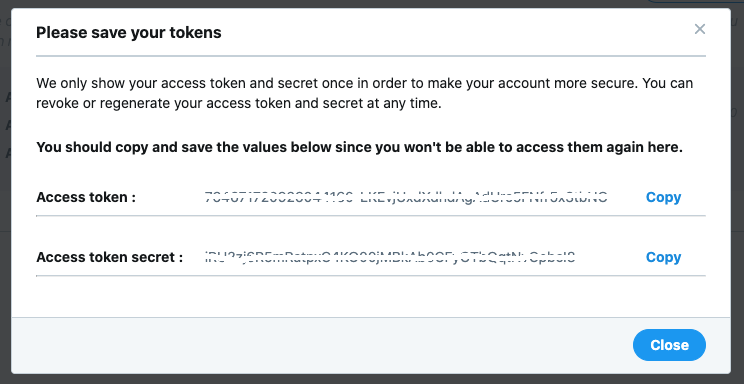 Please save your tokens
We only show your access token and secret once in order to make your account more secure. You can
revoke or regenerate your access token and secret at any time.
You should copy and save the values below since you won't be able to access them again here.
Access token :
Copy
Access token secret :
Copy
Close